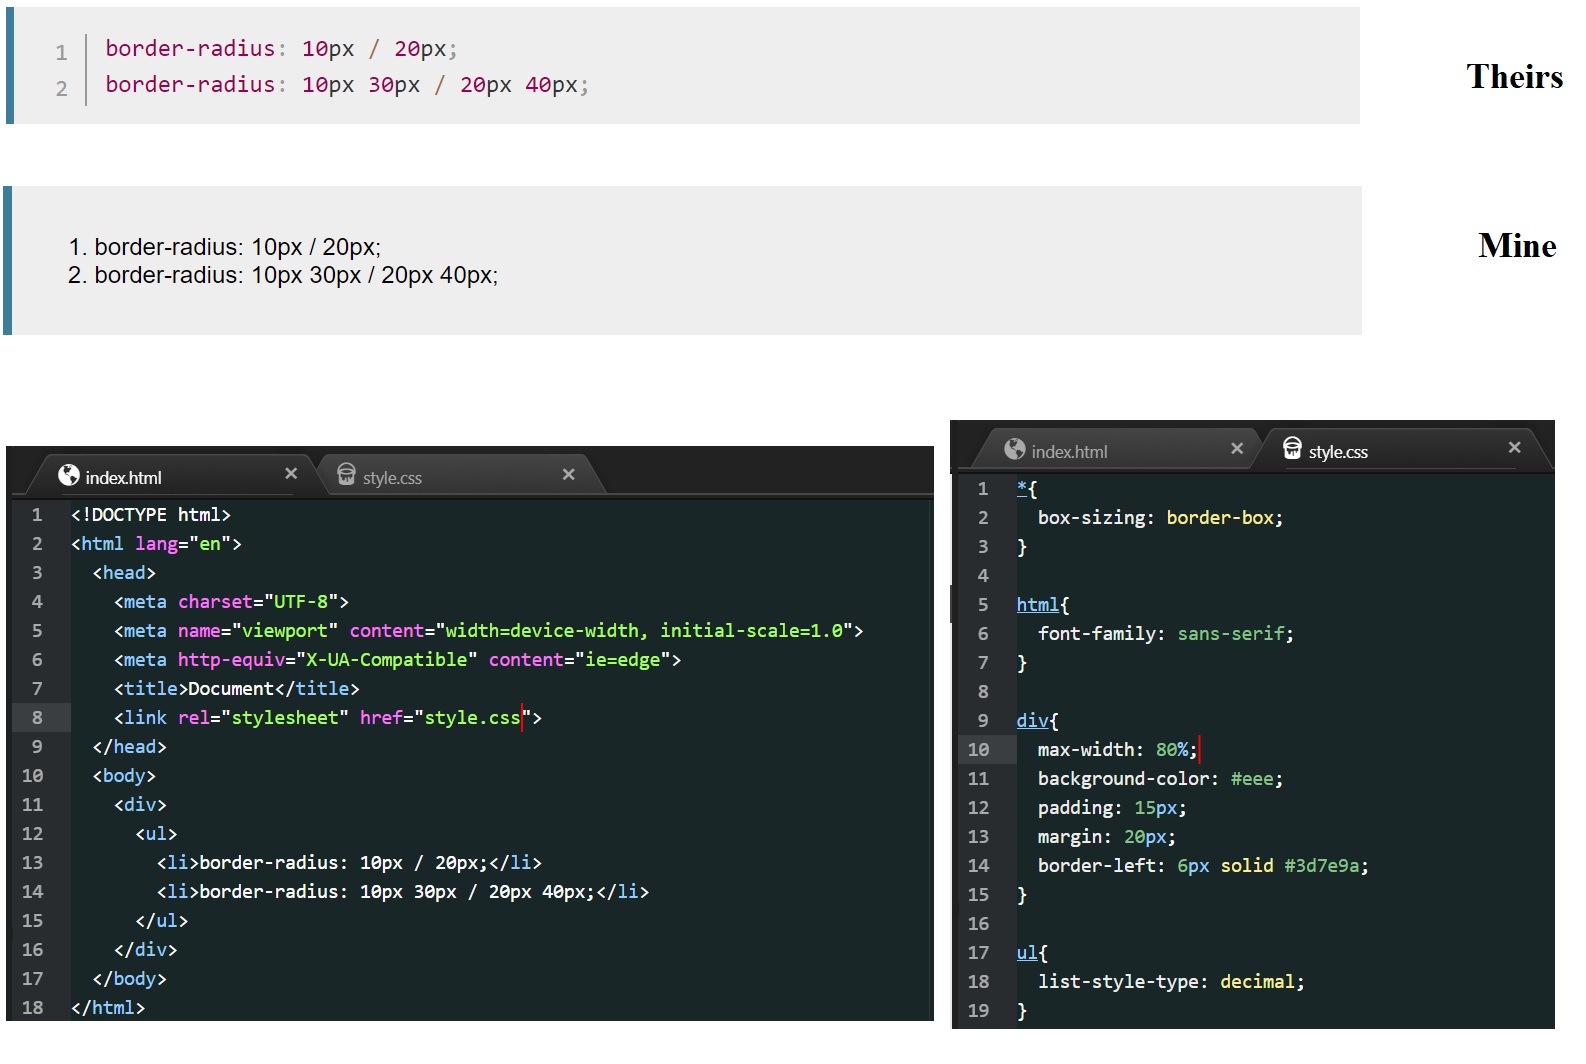 1 border-radius: 10px / 20px;
2 border-radius: 10px 30px / 20px 40px;
Theirs
1. border-radius: 10px / 20px;
2. border-radius: 10px 30px / 20px 40px;
Mine
index.html × style.css ×
1 <!DOCTYPE html>
2 <html lang="en">
3 <head>
4 <meta charset="UTF-8">
5 <meta name="viewport" content="width=device-width, initial-scale=1.0">
6 <meta http-equiv="X-UA-Compatible" content="ie=edge">
7 <title>Document</title>
8 <link rel="stylesheet" href="style.css">
9 </head>
10 <body>
11 <div>
12 <ul>
13 <li>border-radius: 10px / 20px;</li>
14 <li>border-radius: 10px 30px / 20px 40px;</li>
15 </ul>
16 </div>
17 </body>
18 </html>
index.html × style.css ×
1 *{
2 box-sizing: border-box;
3 }
4
5 html{
6 font-family: sans-serif;
7 }
8
9 div{
10 max-width: 80%;
11 background-color: #eee;
12 padding: 15px;
13 margin: 20px;
14 border-left: 6px solid #3d7e9a;
15 }
16
17 ul{
18 list-style-type: decimal;
19 }